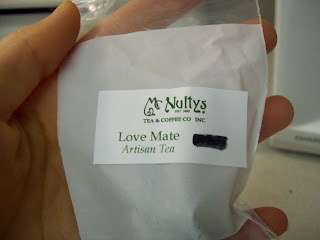 McNultys
TEA & COFFEE CO INC
Love Mate
Artisan Tea